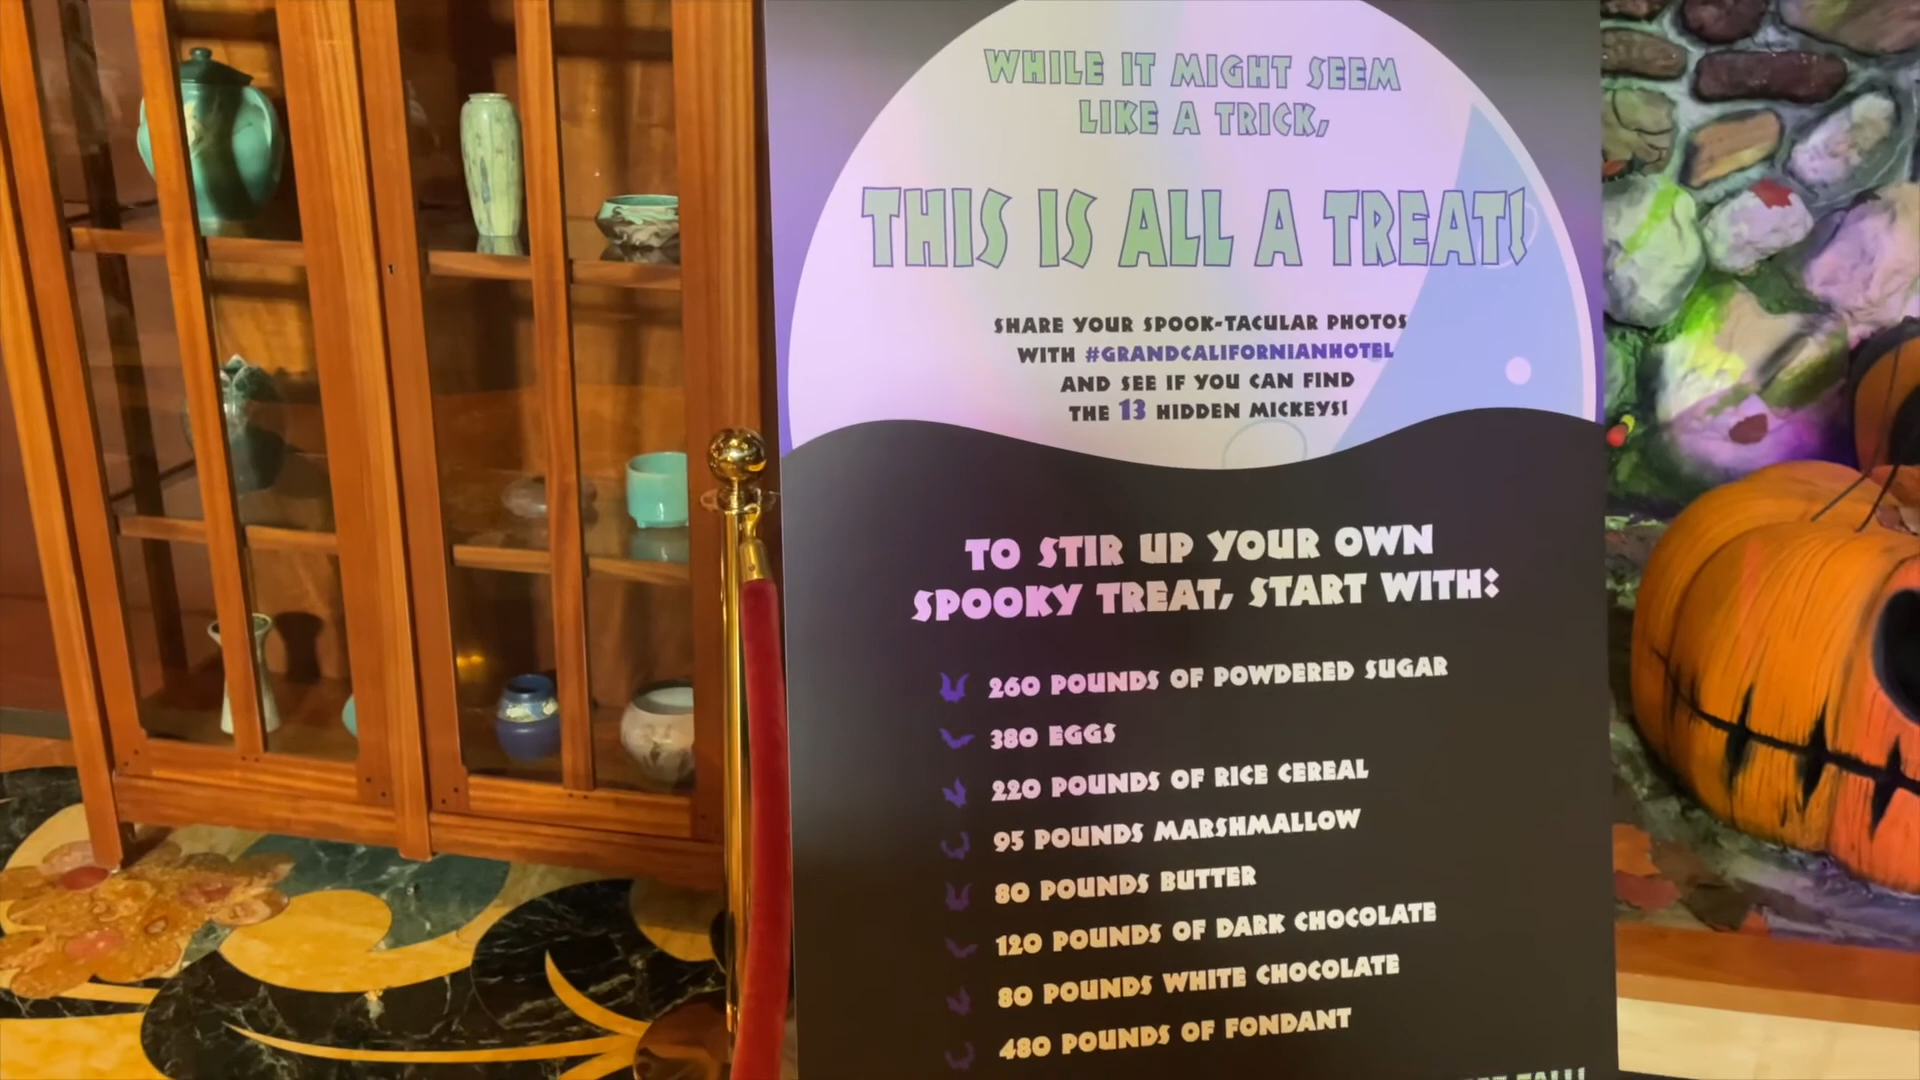 WHILE IT MIGHT SEEM
LIKE A TRICK,
THIS IS ALL A TREAT!
SHARE YOUR SPOOK-TACULAR PHOTOS
WITH #GRANDCALIFORNIANHOTEL
AND SEE IF YOU CAN FIND
THE 13 HIDDEN MICKEYS!
TO STIR UP YOUR OWN
SPOOKY TREAT, START WITH:
260 POUNDS OF POWDERED SUGAR
380 EGGS
220 POUNDS OF RICE CEREAL
95 POUNDS MARSHMALLOW
80 POUNDS BUTTER
120 POUNDS OF DARK CHOCOLATE
80 POUNDS WHITE CHOCOLATE
480 POUNDS OF FONDANT